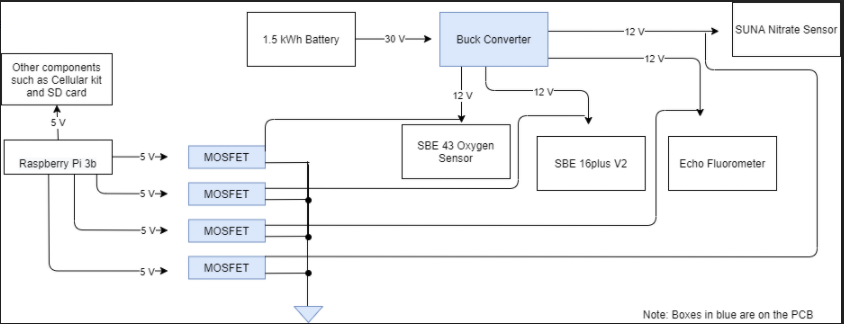 1.5 kWh Battery
30 V
Buck Converter
12 V
SUNA Nitrate Sensor
12 V
Other components
such as Cellular kit
and SD card
12 V
12 V
5 V
SBE 43 Oxygen
Sensor
SBE 16plus V2
Echo Fluorometer
Raspberry Pi 3b
5 V
MOSFET
5 V
MOSFET
5 V
MOSFET
5 V
MOSFET
Note: Boxes in blue are on the PCB